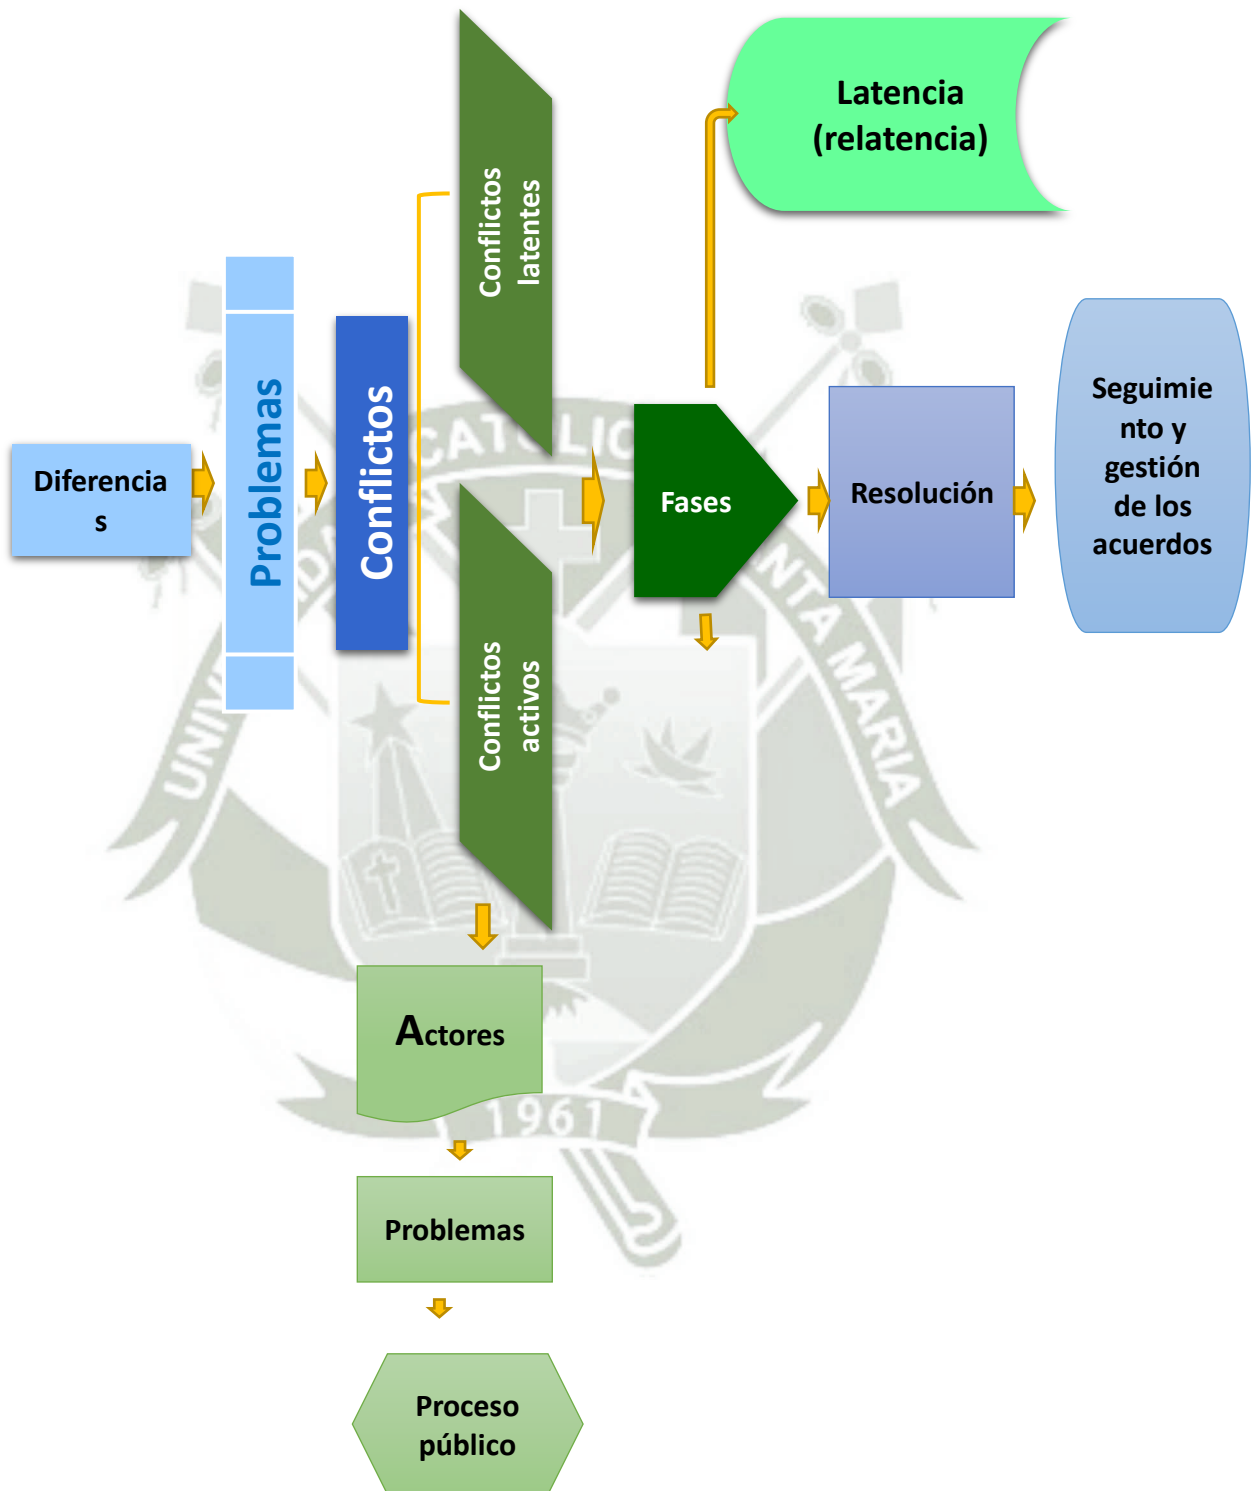 Latencia
(relatencia)
Conflictos
latentes
Diferencia
s
Problemas
Conflictos
Fases
Resolución
Seguimie
nto y
gestión
de los
acuerdos
Conflictos
activos
Actores
Problemas
Proceso
público
1961